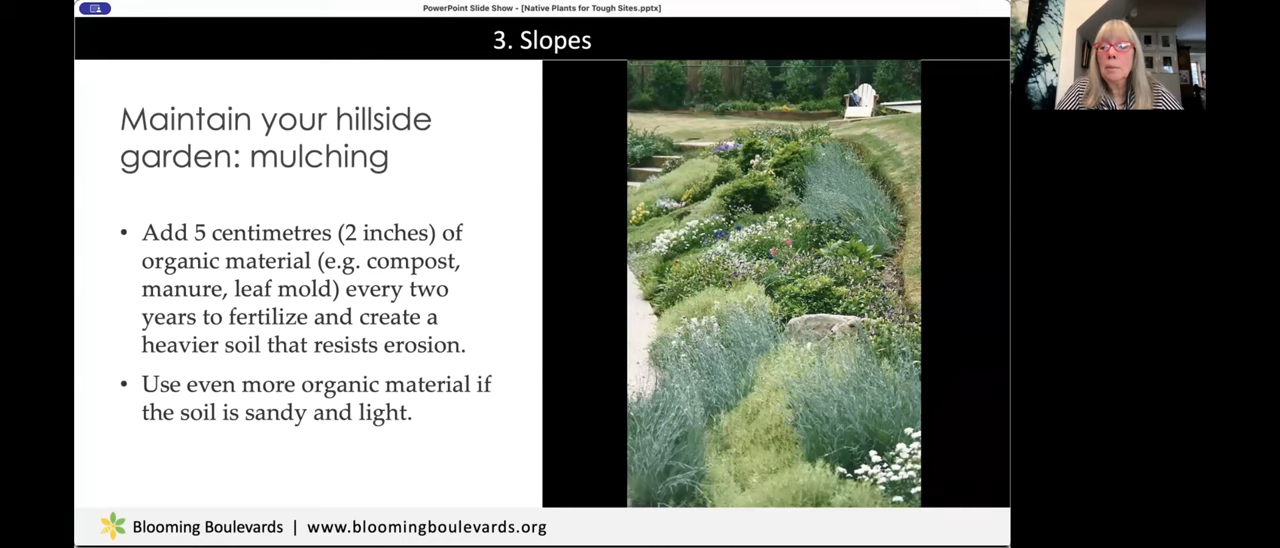 PowerPoint Slide Show - [Native Plants for Tough Sites.pptx]
3. Slopes
Maintain your hillside
garden: mulching
• Add 5 centimetres (2 inches) of
organic material (e.g. compost,
manure, leaf mold) every two
years to fertilize and create a
heavier soil that resists erosion.
• Use even more organic material if
the soil is sandy and light.
Blooming Boulevards | www.bloomingboulevards.org